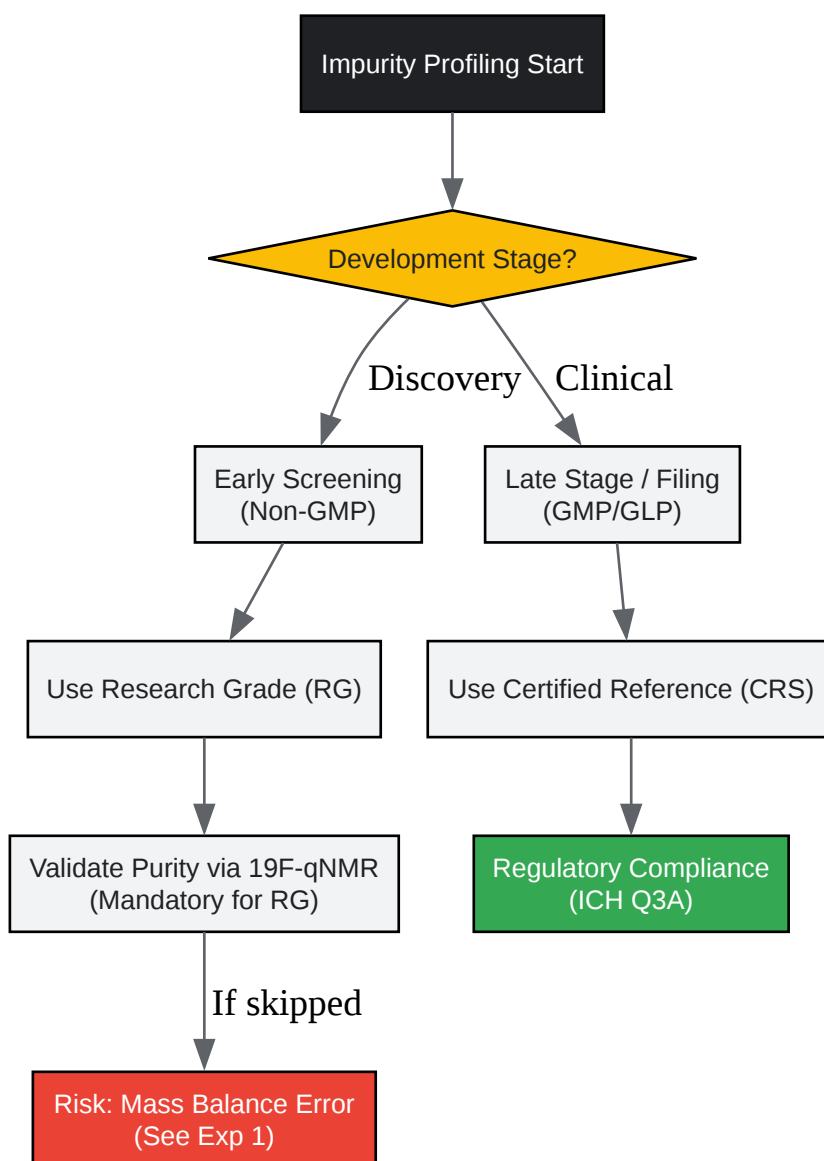 Impurity Profiling Start
Development Stage?
Discovery
Clinical
Early Screening
(Non-GMP)
Late Stage / Filing
(GMP/GLP)
Use Research Grade (RG)
Use Certified Reference (CRS)
Validate Purity via 19F-qNMR
(Mandatory for RG)
Regulatory Compliance
(ICH Q3A)
If skipped
Risk: Mass Balance Error
(See Exp 1)